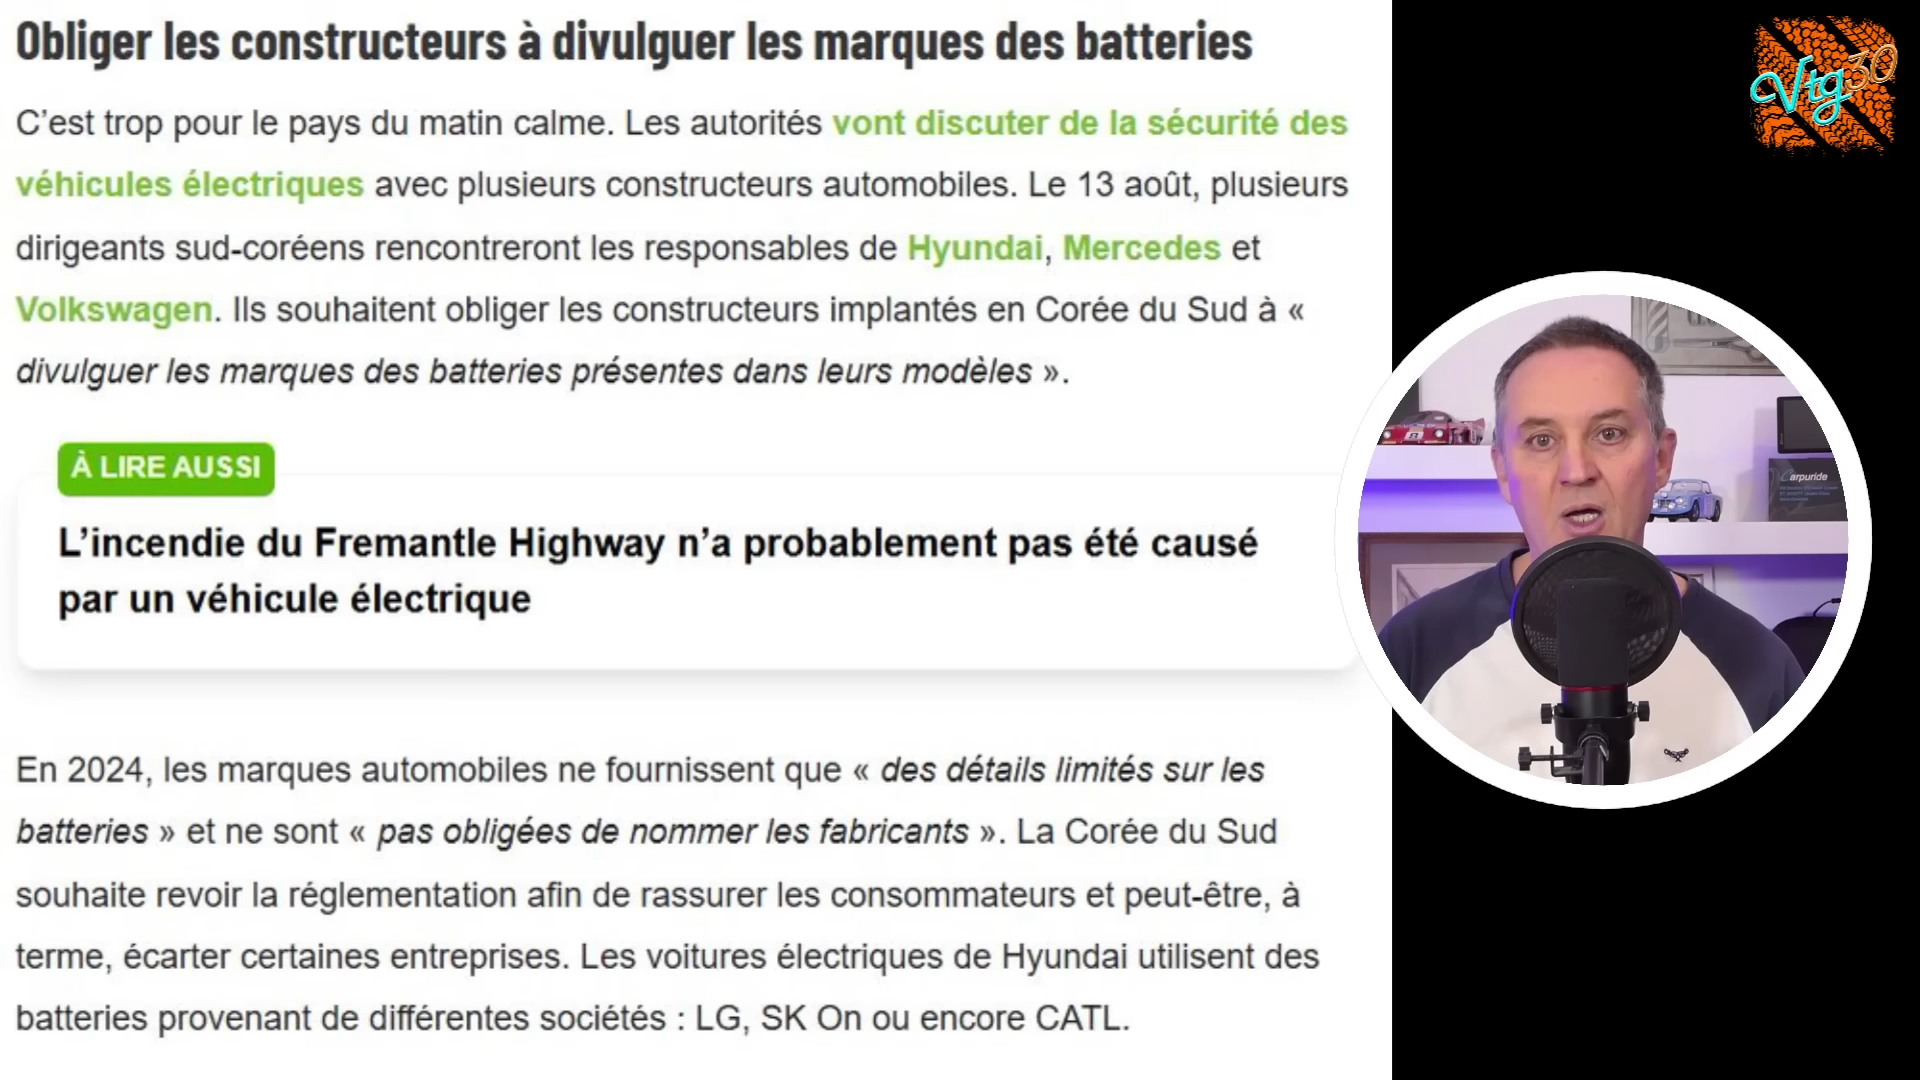 Obliger les constructeurs à divulguer les marques des batteries
C'est trop pour le pays du matin calme. Les autorités vont discuter de la sécurité des
véhicules électriques avec plusieurs constructeurs automobiles. Le 13 août, plusieurs
dirigeants sud-coréens rencontreront les responsables de Hyundai, Mercedes et
Volkswagen. Ils souhaitent obliger les constructeurs implantés en Corée du Sud à «
divulguer les marques des batteries présentes dans leurs modèles ».
À LIRE AUSSI
L'incendie du Fremantle Highway n'a probablement pas été causé
par un véhicule électrique
En 2024, les marques automobiles ne fournissent que « des détails limités sur les
batteries » et ne sont « pas obligées de nommer les fabricants ». La Corée du Sud
souhaite revoir la réglementation afin de rassurer les consommateurs et peut-être, à
terme, écarter certaines entreprises. Les voitures électriques de Hyundai utilisent des
batteries provenant de différentes sociétés : LG, SK On ou encore CATL.
Vtg30
Carpuride
8